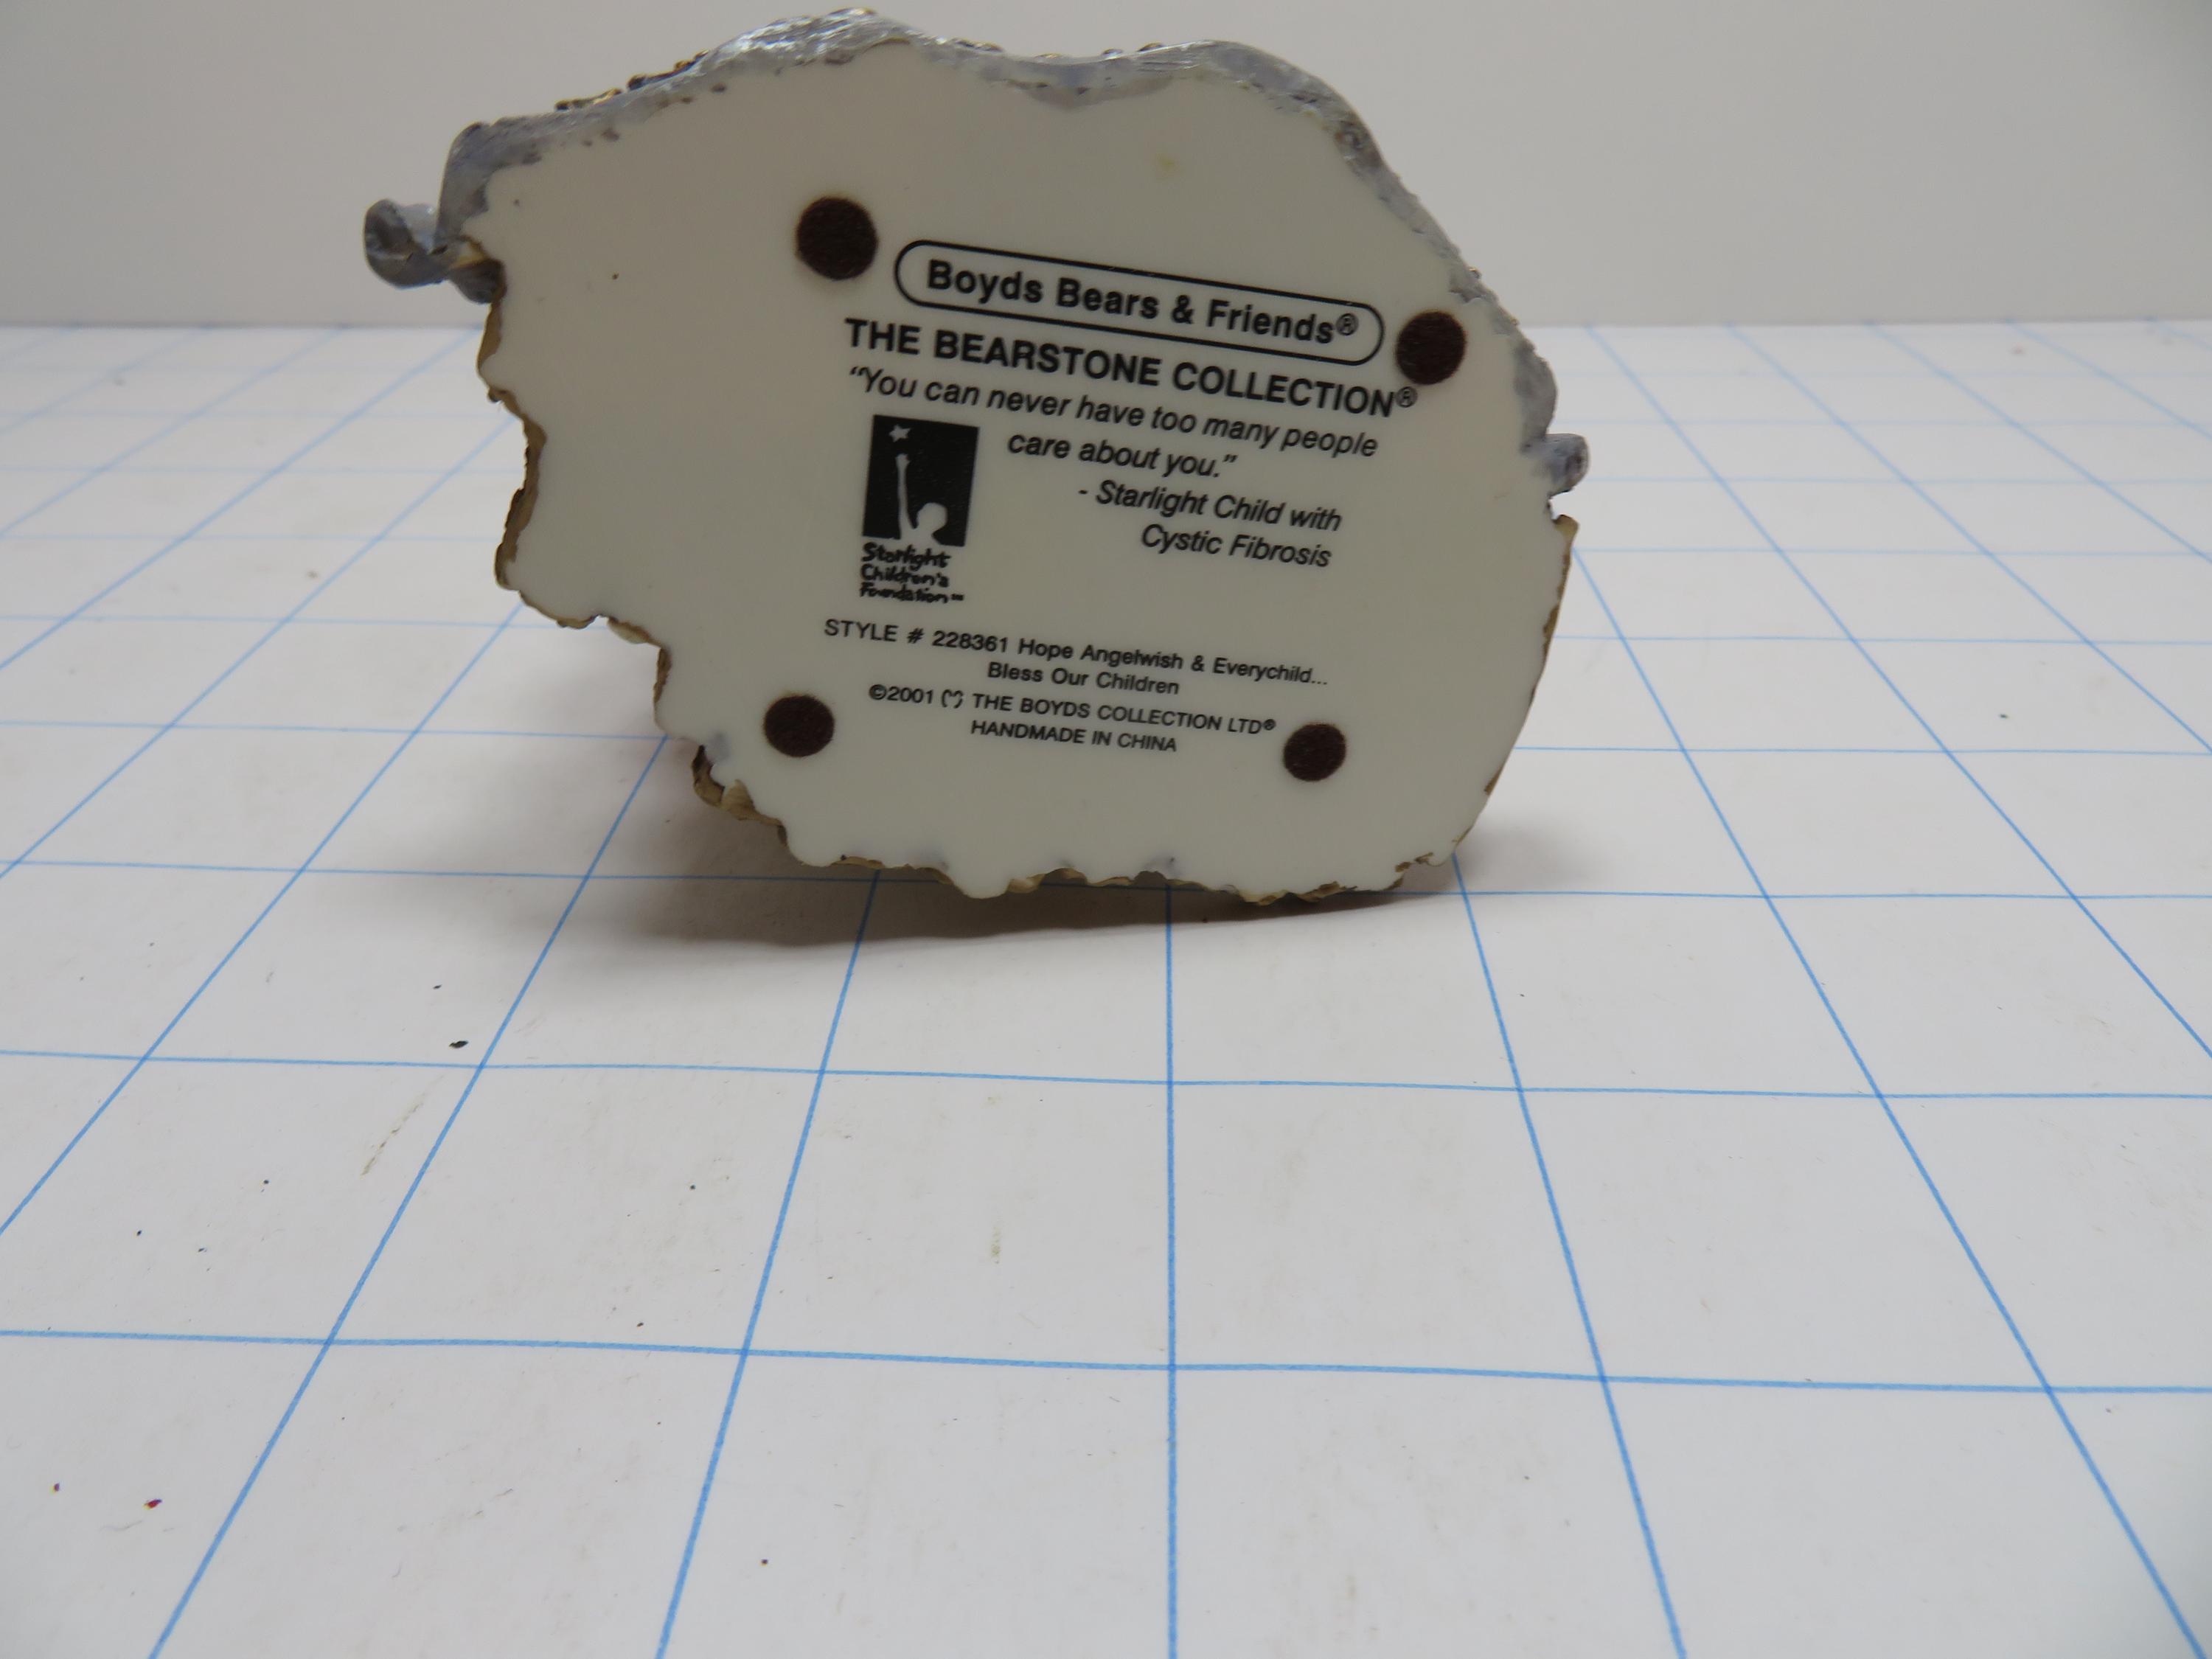 Boyds Bears & Friends®
THE BEARSTONE COLLECTION®
"You can never have too many people
care about you."
- Starlight Child with
Cystic Fibrosis
Starlight
Children's
Foundation™
STYLE # 228361 Hope Angelwish & Everychild...
Bless Our Children
©2001 THE BOYDS COLLECTION LTD®
HANDMADE IN CHINA